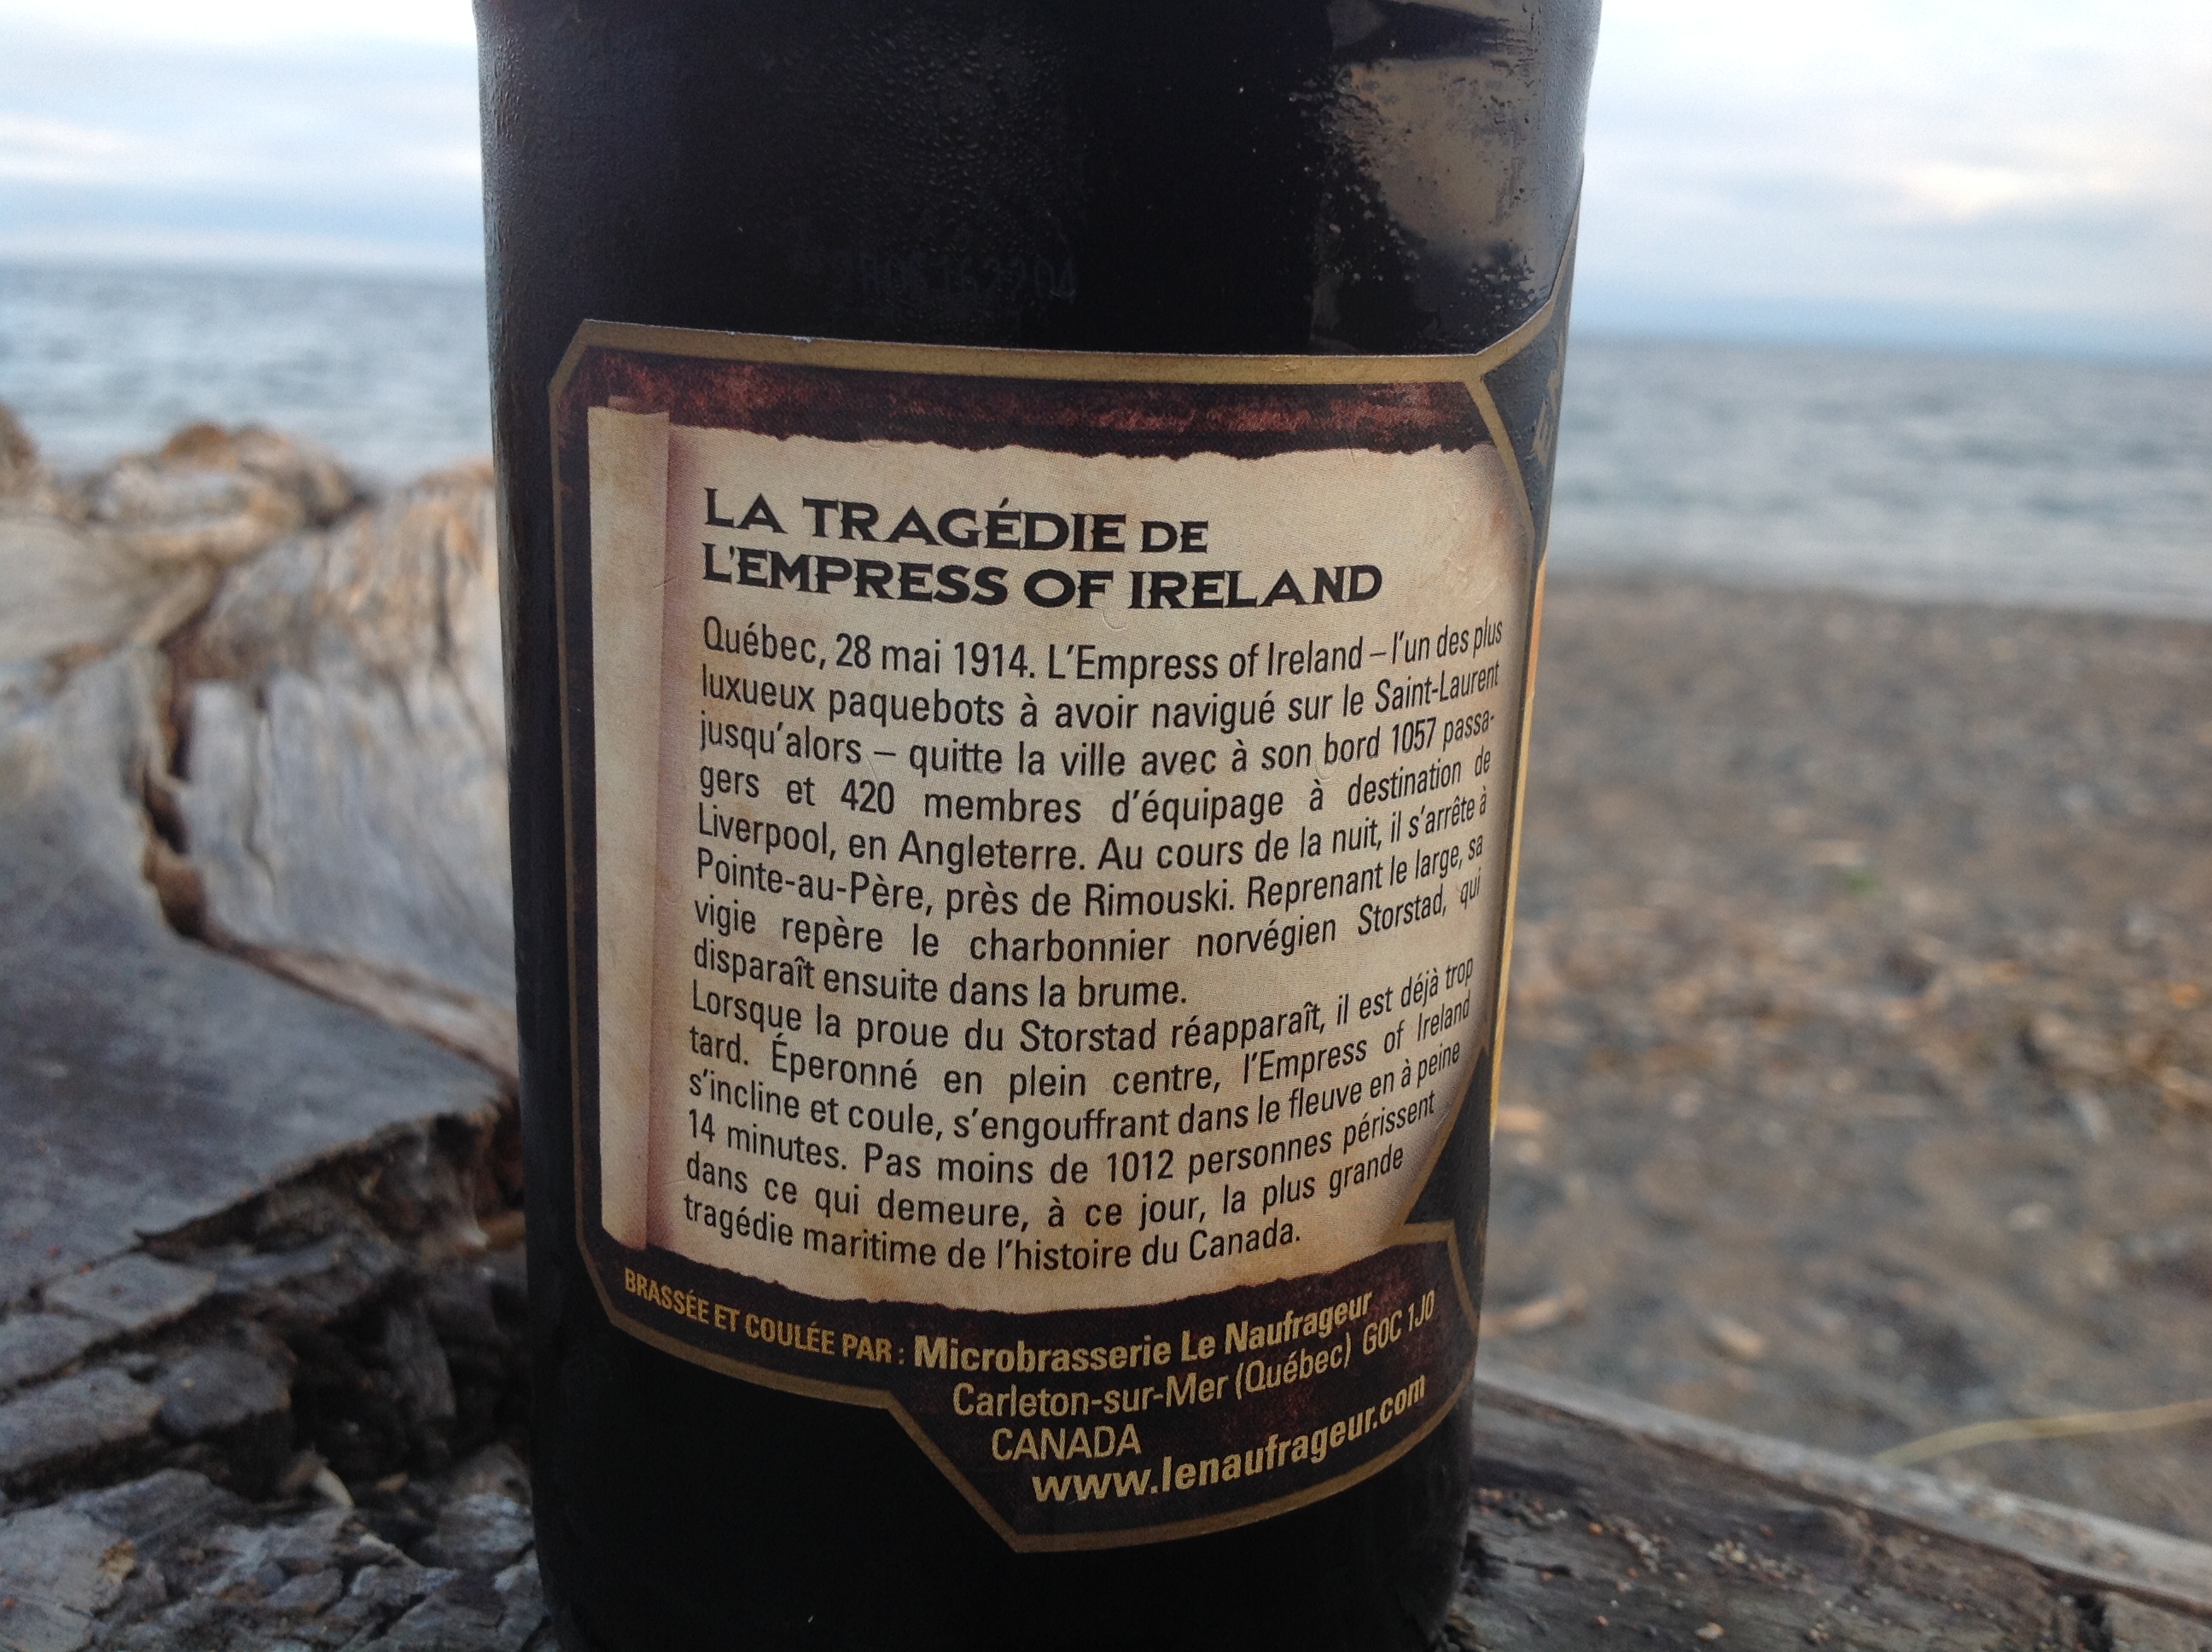 LA TRAGÉDIE DE
L'EMPRESS OF IRELAND
Québec, 28 mai 1914. L'Empress of Ireland – l'un des plus
luxueux paquebots à avoir navigué sur le Saint-Laurent
jusqu'alors – quitte la ville avec à son bord 1057 passa-
gers et 420 membres d'équipage à destination de
Liverpool, en Angleterre. Au cours de la nuit, il s'arrête à
Pointe-au-Père, près de Rimouski. Reprenant le large, sa
vigie repère le charbonnier norvégien Storstad, qui
disparaît ensuite dans la brume.
Lorsque la proue du Storstad réapparaît, il est déjà trop
tard. Éperonné en plein centre, l'Empress of Ireland
s'incline et coule, s'engouffrant dans le fleuve en à peine
14 minutes. Pas moins de 1012 personnes périssent
dans ce qui demeure, à ce jour, la plus grande
tragédie maritime de l'histoire du Canada.
BRASSÉE ET COULÉE PAR : Microbrasserie Le Naufrageur
Carleton-sur-Mer (Québec) G0C 1J0
CANADA
www.lenaufrageur.com